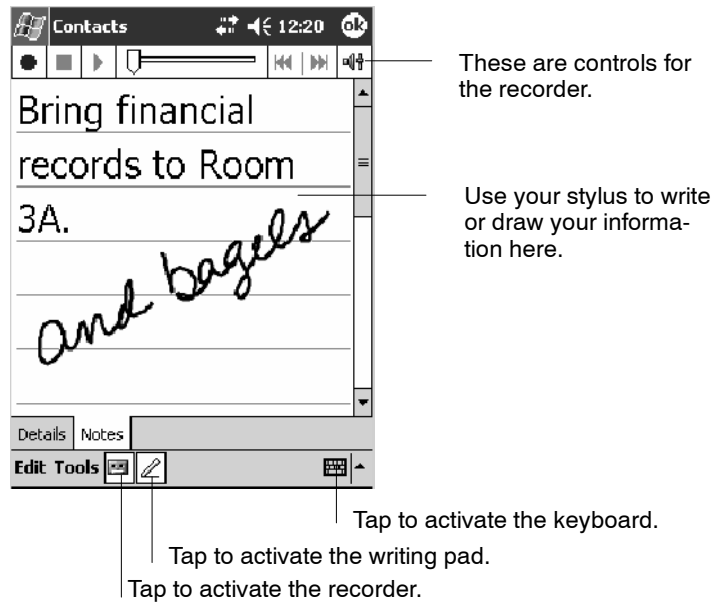 Contacts 12:20 ok
These are controls for
the recorder.
Bring financial
records to Room
3A.
and bagels
Use your stylus to write
or draw your informa-
tion here.
Details Notes
Edit Tools
Tap to activate the keyboard.
Tap to activate the writing pad.
Tap to activate the recorder.